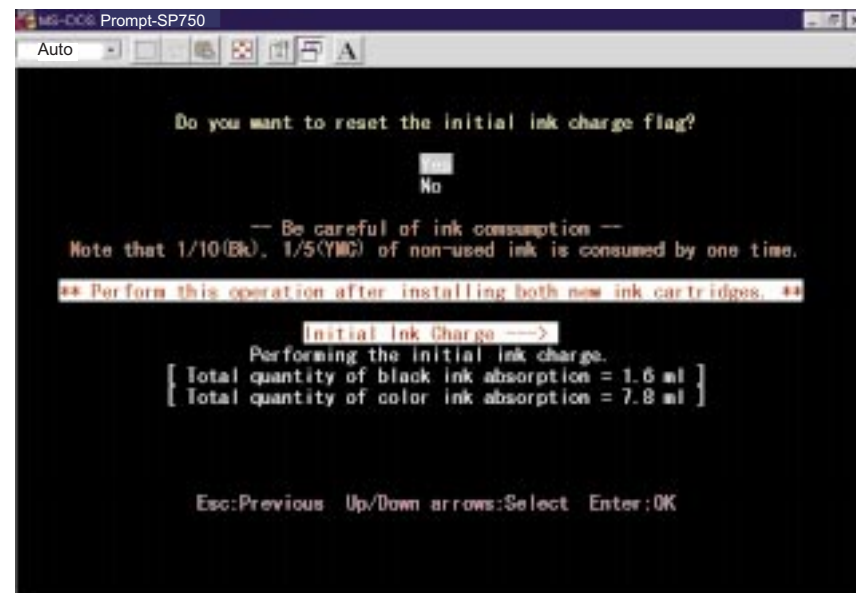 MS-DOS Prompt-SP750
Auto
A
Do you want to reset the initial ink charge flag?
Yes
No
-- Be careful of ink consumption --
Note that 1/10(Bk), 1/5(YMC) of non-used ink is consumed by one time.
** Perform this operation after installing both new ink cartridges. **
Initial Ink Charge --->
Performing the initial ink charge.
[ Total quantity of black ink absorption = 1.6 ml ]
[ Total quantity of color ink absorption = 7.8 ml ]
Esc:Previous Up/Down arrows:Select Enter:OK